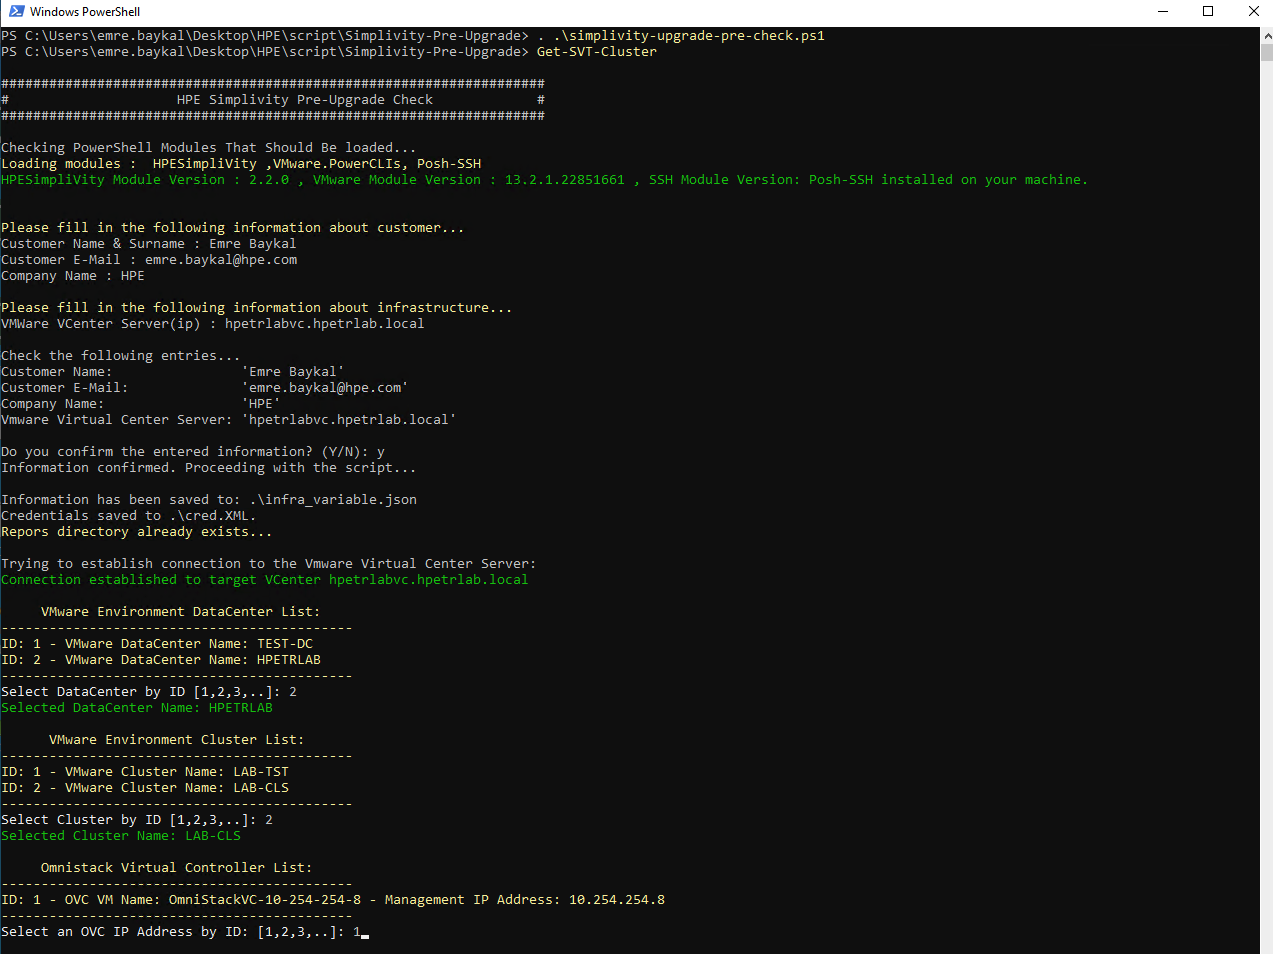 Windows PowerShell
PS C:\Users\emre.baykal\Desktop\HPE\script\Simplivity-Pre-Upgrade> . .\simplivity-upgrade-pre-check.ps1
PS C:\Users\emre.baykal\Desktop\HPE\script\Simplivity-Pre-Upgrade> Get-SVT-Cluster
####################################################################
#                     HPE Simplivity Pre-Upgrade Check             #
####################################################################
Checking PowerShell Modules That Should Be loaded...
Loading modules :  HPESimpliVity ,VMware.PowerCLIs, Posh-SSH
HPESimpliVity Module Version : 2.2.0 , VMware Module Version : 13.2.1.22851661 , SSH Module Version: Posh-SSH installed on your machine.
Please fill in the following information about customer...
Customer Name & Surname : Emre Baykal
Customer E-Mail : emre.baykal@hpe.com
Company Name : HPE
Please fill in the following information about infrastructure...
VMWare VCenter Server(ip) : hpetrlabvc.hpetrlab.local
Check the following entries...
Customer Name:                'Emre Baykal'
Customer E-Mail:              'emre.baykal@hpe.com'
Company Name:                 'HPE'
Vmware Virtual Center Server: 'hpetrlabvc.hpetrlab.local'
Do you confirm the entered information? (Y/N): y
Information confirmed. Proceeding with the script...
Information has been saved to: .\infra_variable.json
Credentials saved to .\cred.XML.
Repors directory already exists...
Trying to establish connection to the Vmware Virtual Center Server:
Connection established to target VCenter hpetrlabvc.hpetrlab.local
VMware Environment DataCenter List:
--------------------------------------------
ID: 1 - VMware DataCenter Name: TEST-DC
ID: 2 - VMware DataCenter Name: HPETRLAB
--------------------------------------------
Select DataCenter by ID [1,2,3,..]: 2
Selected DataCenter Name: HPETRLAB
VMware Environment Cluster List:
--------------------------------------------
ID: 1 - VMware Cluster Name: LAB-TST
ID: 2 - VMware Cluster Name: LAB-CLS
--------------------------------------------
Select Cluster by ID [1,2,3,..]: 2
Selected Cluster Name: LAB-CLS
Omnistack Virtual Controller List:
--------------------------------------------
ID: 1 - OVC VM Name: OmniStackVC-10-254-254-8 - Management IP Address: 10.254.254.8
--------------------------------------------
Select an OVC IP Address by ID: [1,2,3,..]: 1